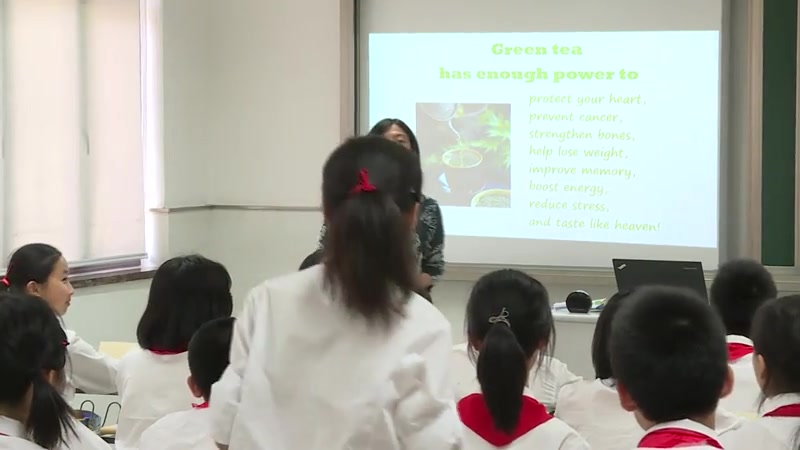 Green tea
has enough power to
protect your heart,
prevent cancer,
strengthen bones,
help lose weight,
improve memory,
boost energy,
reduce stress,
and taste like heaven!